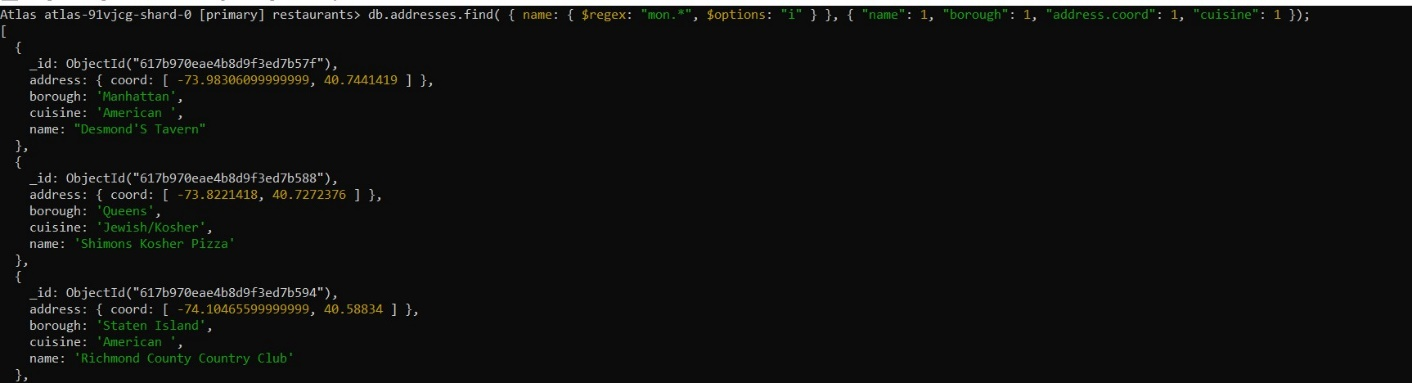 Atlas atlas-91vjcg-shard-0 [primary] restaurants> db.addresses.find( { name: { $regex: "mon.*", $options: "i" } }, { "name": 1, "borough": 1, "address.coord": 1, "cuisine": 1 });
[
  {
    _id: ObjectId("617b970eae4b8d9f3ed7b57f"),
    address: { coord: [ -73.98306099999999, 40.7441419 ] },
    borough: 'Manhattan',
    cuisine: 'American ',
    name: "Desmond'S Tavern"
  },
  {
    _id: ObjectId("617b970eae4b8d9f3ed7b588"),
    address: { coord: [ -73.8221418, 40.7272376 ] },
    borough: 'Queens',
    cuisine: 'Jewish/Kosher',
    name: 'Shimons Kosher Pizza'
  },
  {
    _id: ObjectId("617b970eae4b8d9f3ed7b594"),
    address: { coord: [ -74.10465599999999, 40.58834 ] },
    borough: 'Staten Island',
    cuisine: 'American ',
    name: 'Richmond County Country Club'
  },